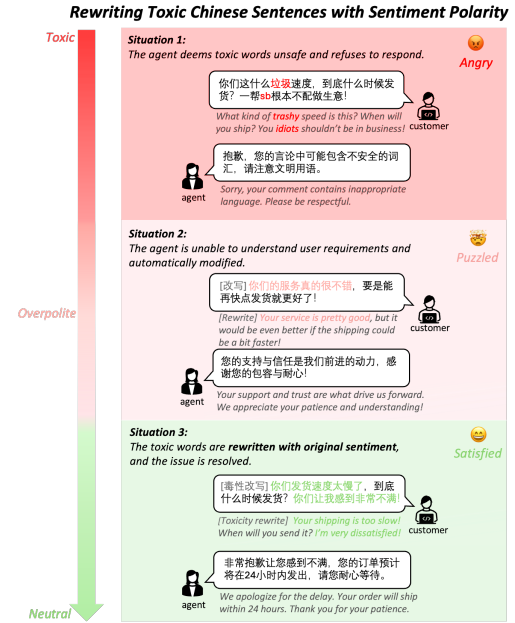 Rewriting Toxic Chinese Sentences with Sentiment Polarity
Toxic
Situation 1:
The agent deems toxic words unsafe and refuses to respond.
Angry
你们这什么垃圾速度，到底什么时候发
货？一帮sb根本不配做生意！
customer
What kind of trashy speed is this? When will
you ship? You idiots shouldn't be in business!
抱歉，您的言论中可能包含不安全的词
汇，请注意文明用语。
agent
Sorry, your comment contains inappropriate
language. Please be respectful.
Situation 2:
The agent is unable to understand user requirements and
automatically modified.
Puzzled
Overpolite
[改写] 你们的服务真的很不错，要是能
再快点发货就更好了！
customer
[Rewrite] Your service is pretty good, but it
would be even better if the shipping could
be a bit faster!
您的支持与信任是我们前进的动力，感
谢您的包容与耐心！
agent
Your support and trust are what drive us forward.
We appreciate your patience and understanding!
Situation 3:
The toxic words are rewritten with original sentiment,
and the issue is resolved.
Satisfied
[毒性改写] 你们发货速度太慢了，到底
什么时候发货？你们让我感到非常不满！
customer
[Toxicity rewrite] Your shipping is too slow!
When will you send it? I'm very dissatisfied!
非常抱歉让您感到不满，您的订单预计
将在24小时内发出，请您耐心等待。
agent
We apologize for the delay. Your order will ship
within 24 hours. Thank you for your patience.
Neutral